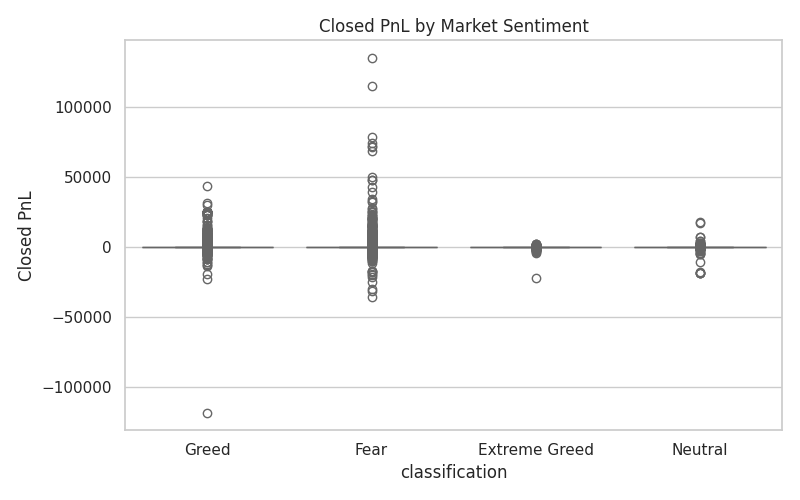 Closed PnL by Market Sentiment
Closed PnL
100000
50000
0
−50000
−100000
Greed
Fear
Extreme Greed
Neutral
classification